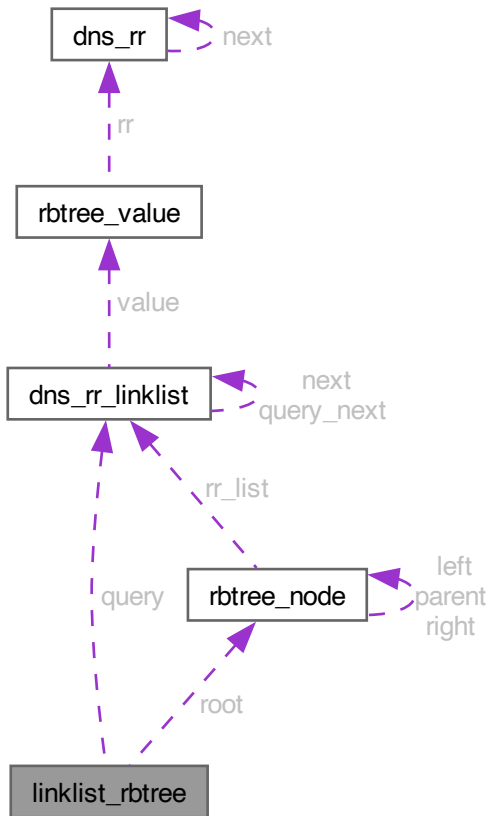 dns_rr
next
rr
rbtree_value
value
dns_rr_linklist
next
query_next
rr_list
query
rbtree_node
left
parent
right
root
linklist_rbtree